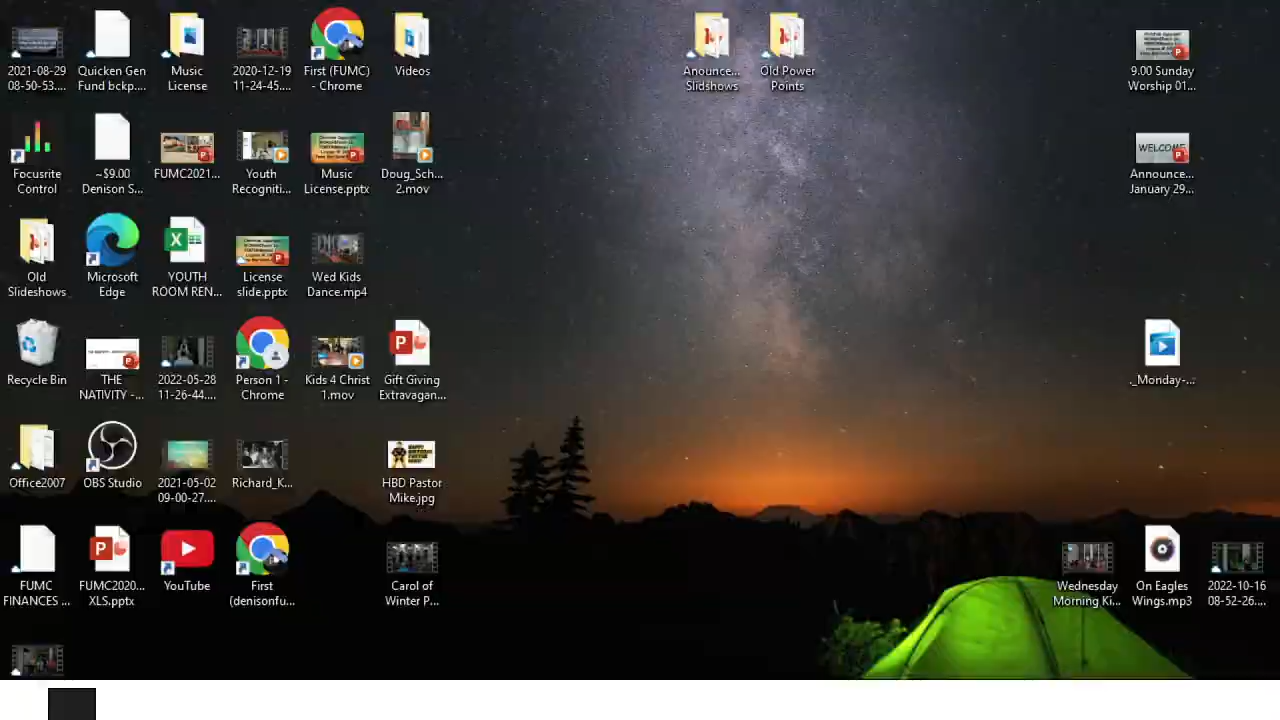 2021-08-29
08-50-53....
Quicken Gen
Fund bckp....
Music
License
2020-12-19
11-24-45....
First (FUMC)
- Chrome
Videos
Anounce...
Slidshows
Old Power
Points
9.00 Sunday
Worship 01...
Focusrite
Control
~$9.00
Denison S...
FUMC2021...
Youth
Recogniti...
Music
License.pptx
Doug_Sch...
2.mov
WELCOME
Announce...
January 29...
Old
Slideshows
Microsoft
Edge
YOUTH
ROOM REN...
License
slide.pptx
Wed Kids
Dance.mp4
Recycle Bin
THE
NATIVITY -...
2022-05-28
11-26-44....
Person 1 -
Chrome
Kids 4 Christ
1.mov
Gift Giving
Extravagan...
._Monday-...
Office2007
OBS Studio
2021-05-02
09-00-27....
Richard_K...
HBD Pastor
Mike.jpg
FUMC
FINANCES ...
FUMC2020...
XLS.pptx
YouTube
First
(denisonfu...
Carol of
Winter P...
Wednesday
Morning Ki...
On Eagles
Wings.mp3
2022-10-16
08-52-26....